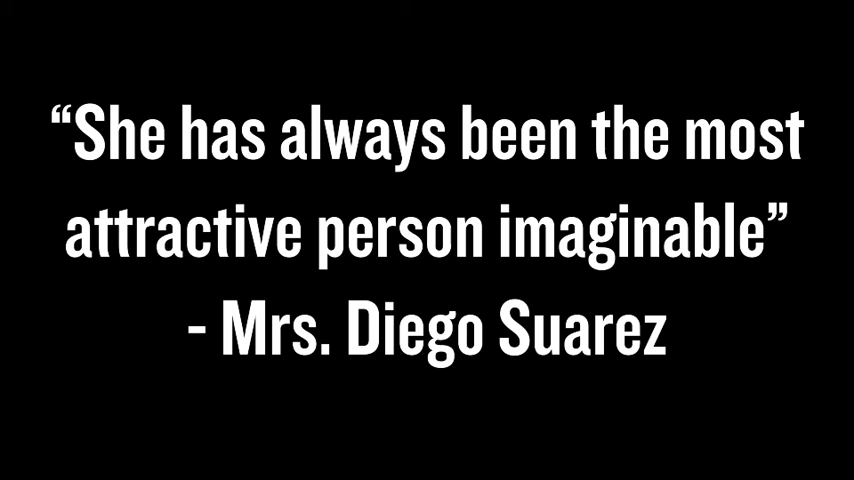 “She has always been the most
attractive person imaginable”
- Mrs. Diego Suarez